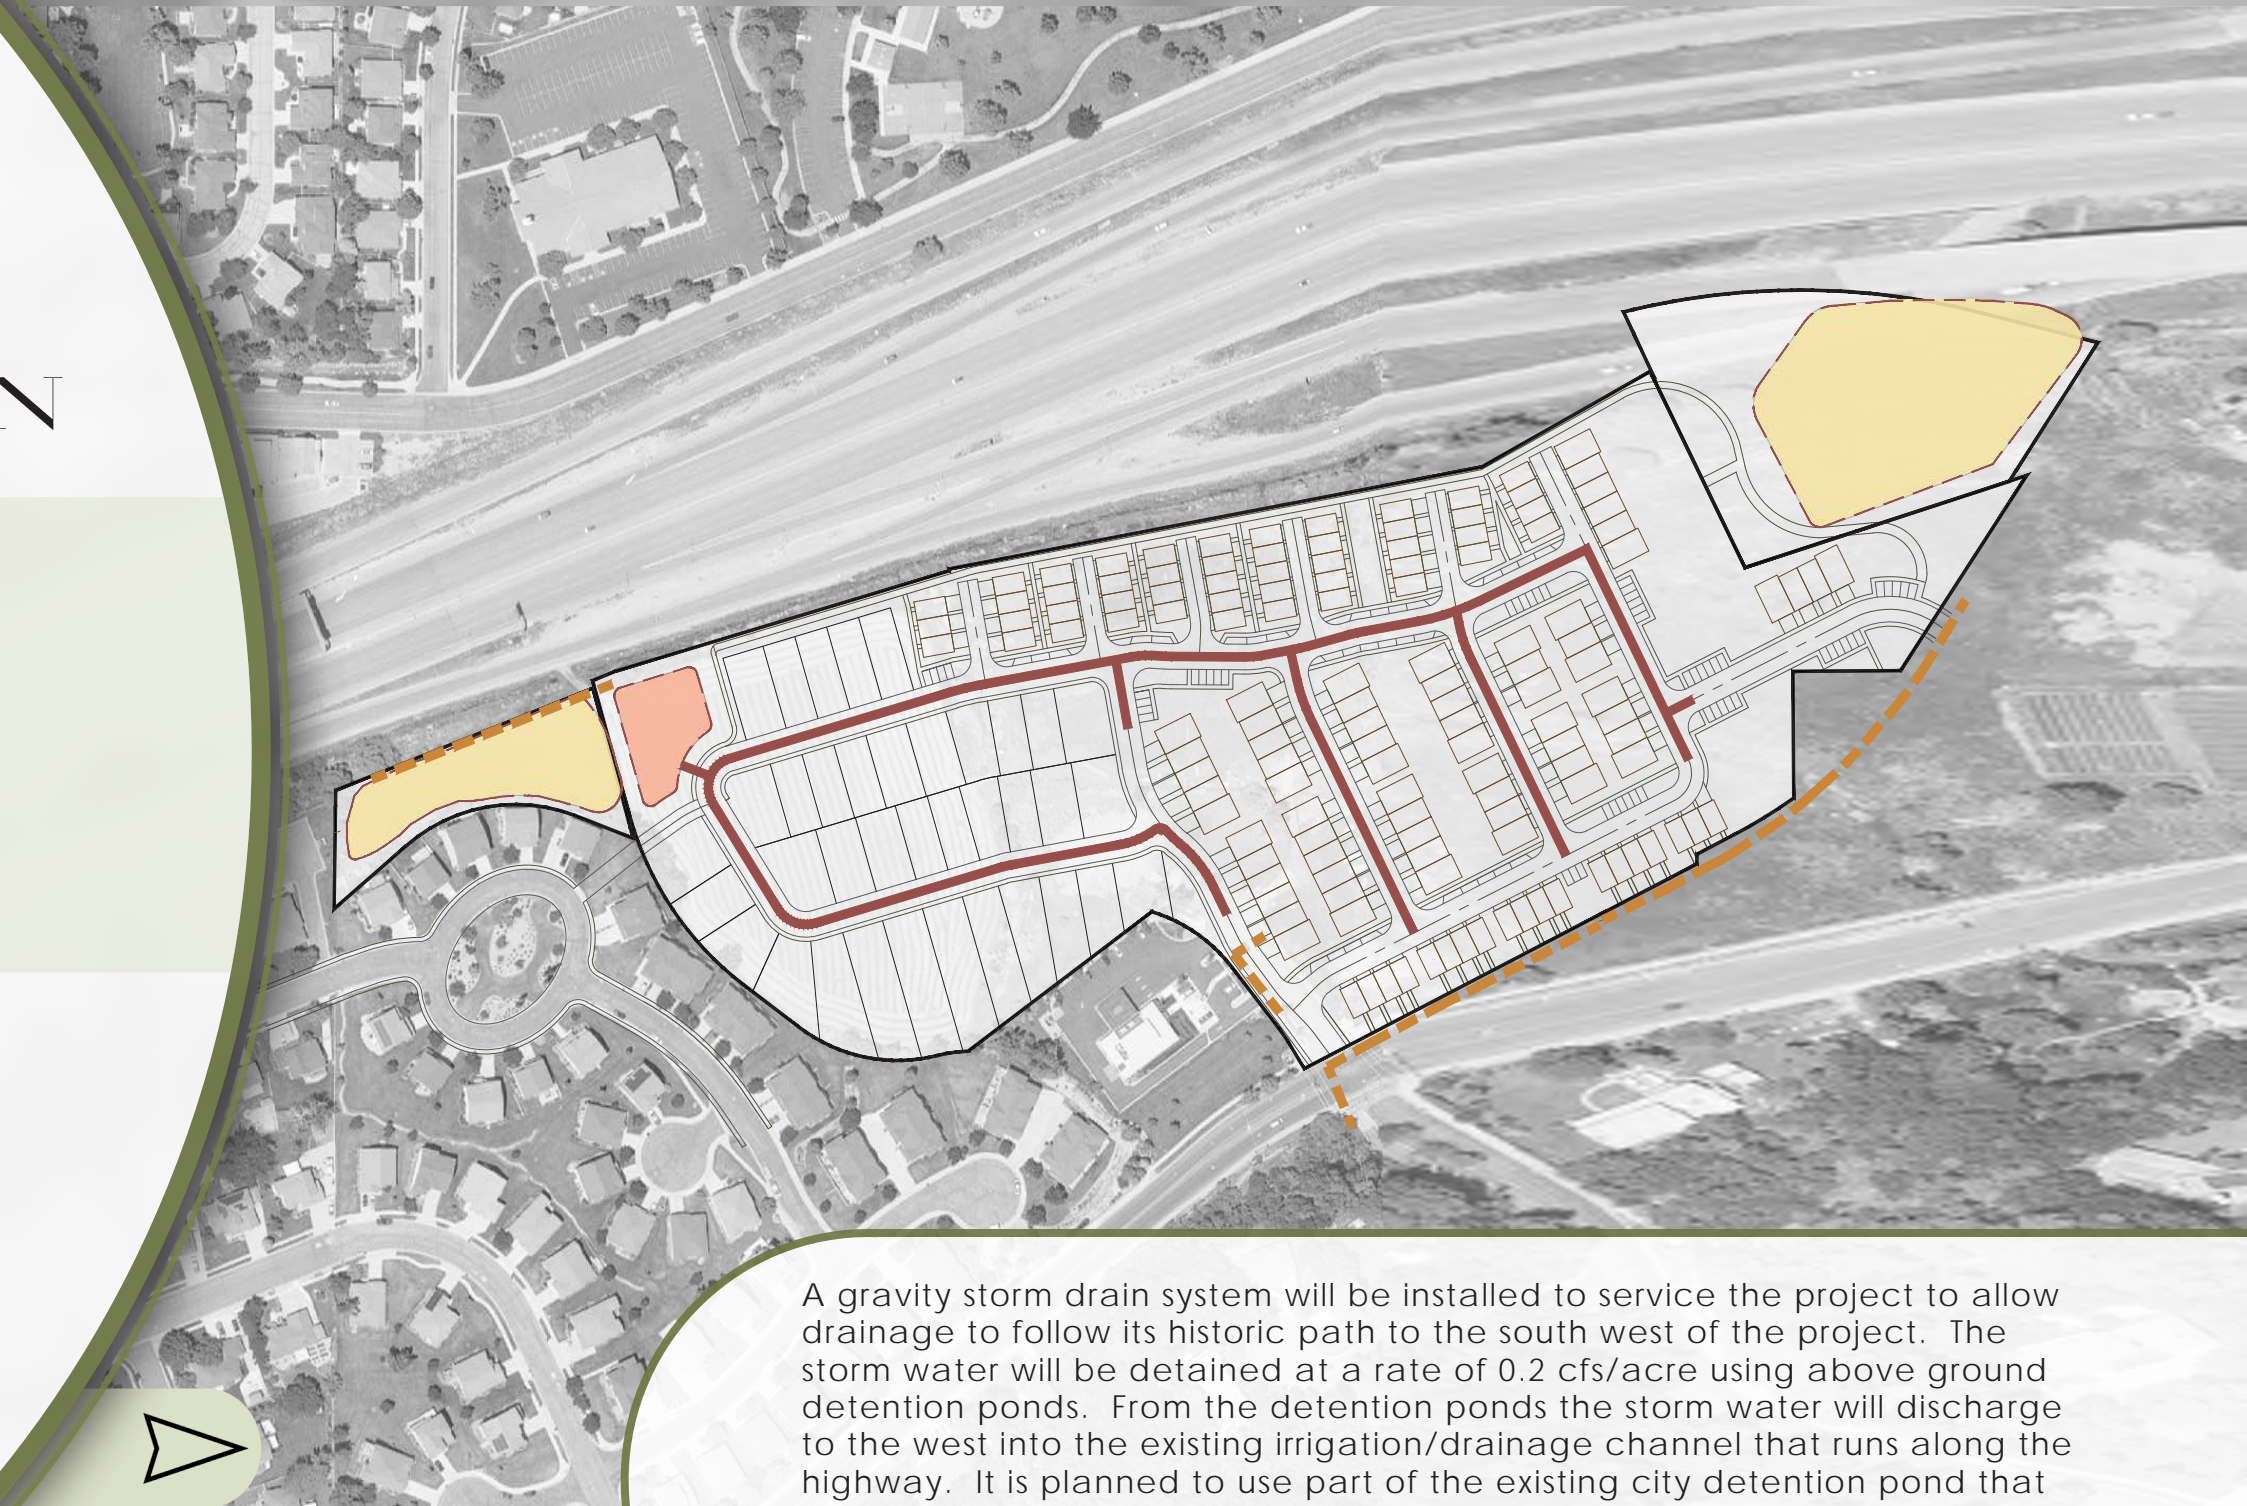 N
A gravity storm drain system will be installed to service the project to allow
drainage to follow its historic path to the south west of the project. The
storm water will be detained at a rate of 0.2 cfs/acre using above ground
detention ponds. From the detention ponds the storm water will discharge
to the west into the existing irrigation/drainage channel that runs along the
highway. It is planned to use part of the existing city detention pond that